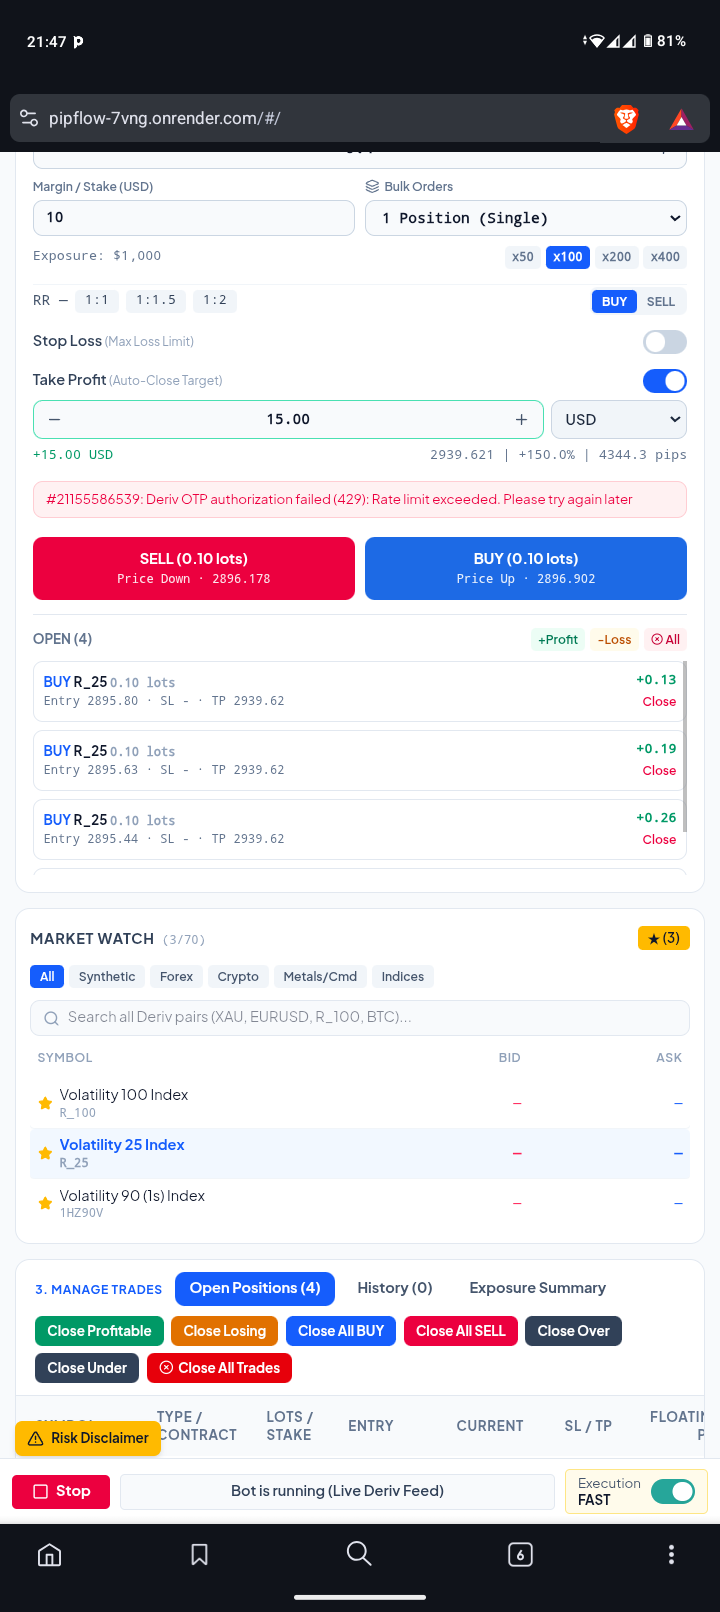 21:47
81%
pipflow-7vng.onrender.com/#/
Margin / Stake (USD)
Bulk Orders
10
1 Position (Single)
Exposure: $1,000
x50 x100 x200 x400
RR — 1:1 1:1.5 1:2
BUY SELL
Stop Loss (Max Loss Limit)
Take Profit (Auto-Close Target)
— 15.00 +
USD
+15.00 USD
2939.621 | +150.0% | 4344.3 pips
#21155586539: Deriv OTP authorization failed (429): Rate limit exceeded. Please try again later
SELL (0.10 lots)
Price Down · 2896.178
BUY (0.10 lots)
Price Up · 2896.902
OPEN (4)
+Profit -Loss All
BUY R_25 0.10 lots
+0.13
Entry 2895.80 · SL - · TP 2939.62
Close
BUY R_25 0.10 lots
+0.19
Entry 2895.63 · SL - · TP 2939.62
Close
BUY R_25 0.10 lots
+0.26
Entry 2895.44 · SL - · TP 2939.62
Close
MARKET WATCH (3/70)
★ (3)
All Synthetic Forex Crypto Metals/Cmd Indices
Search all Deriv pairs (XAU, EURUSD, R_100, BTC)...
SYMBOL BID ASK
Volatility 100 Index
R_100
— —
Volatility 25 Index
R_25
— —
Volatility 90 (1s) Index
1HZ90V
— —
3. MANAGE TRADES Open Positions (4) History (0) Exposure Summary
Close Profitable Close Losing Close All BUY Close All SELL Close Over
Close Under Close All Trades
TYPE /
CONTRACT
LOTS /
STAKE
ENTRY
CURRENT
SL / TP
Risk Disclaimer
Stop
Bot is running (Live Deriv Feed)
Execution
FAST
6